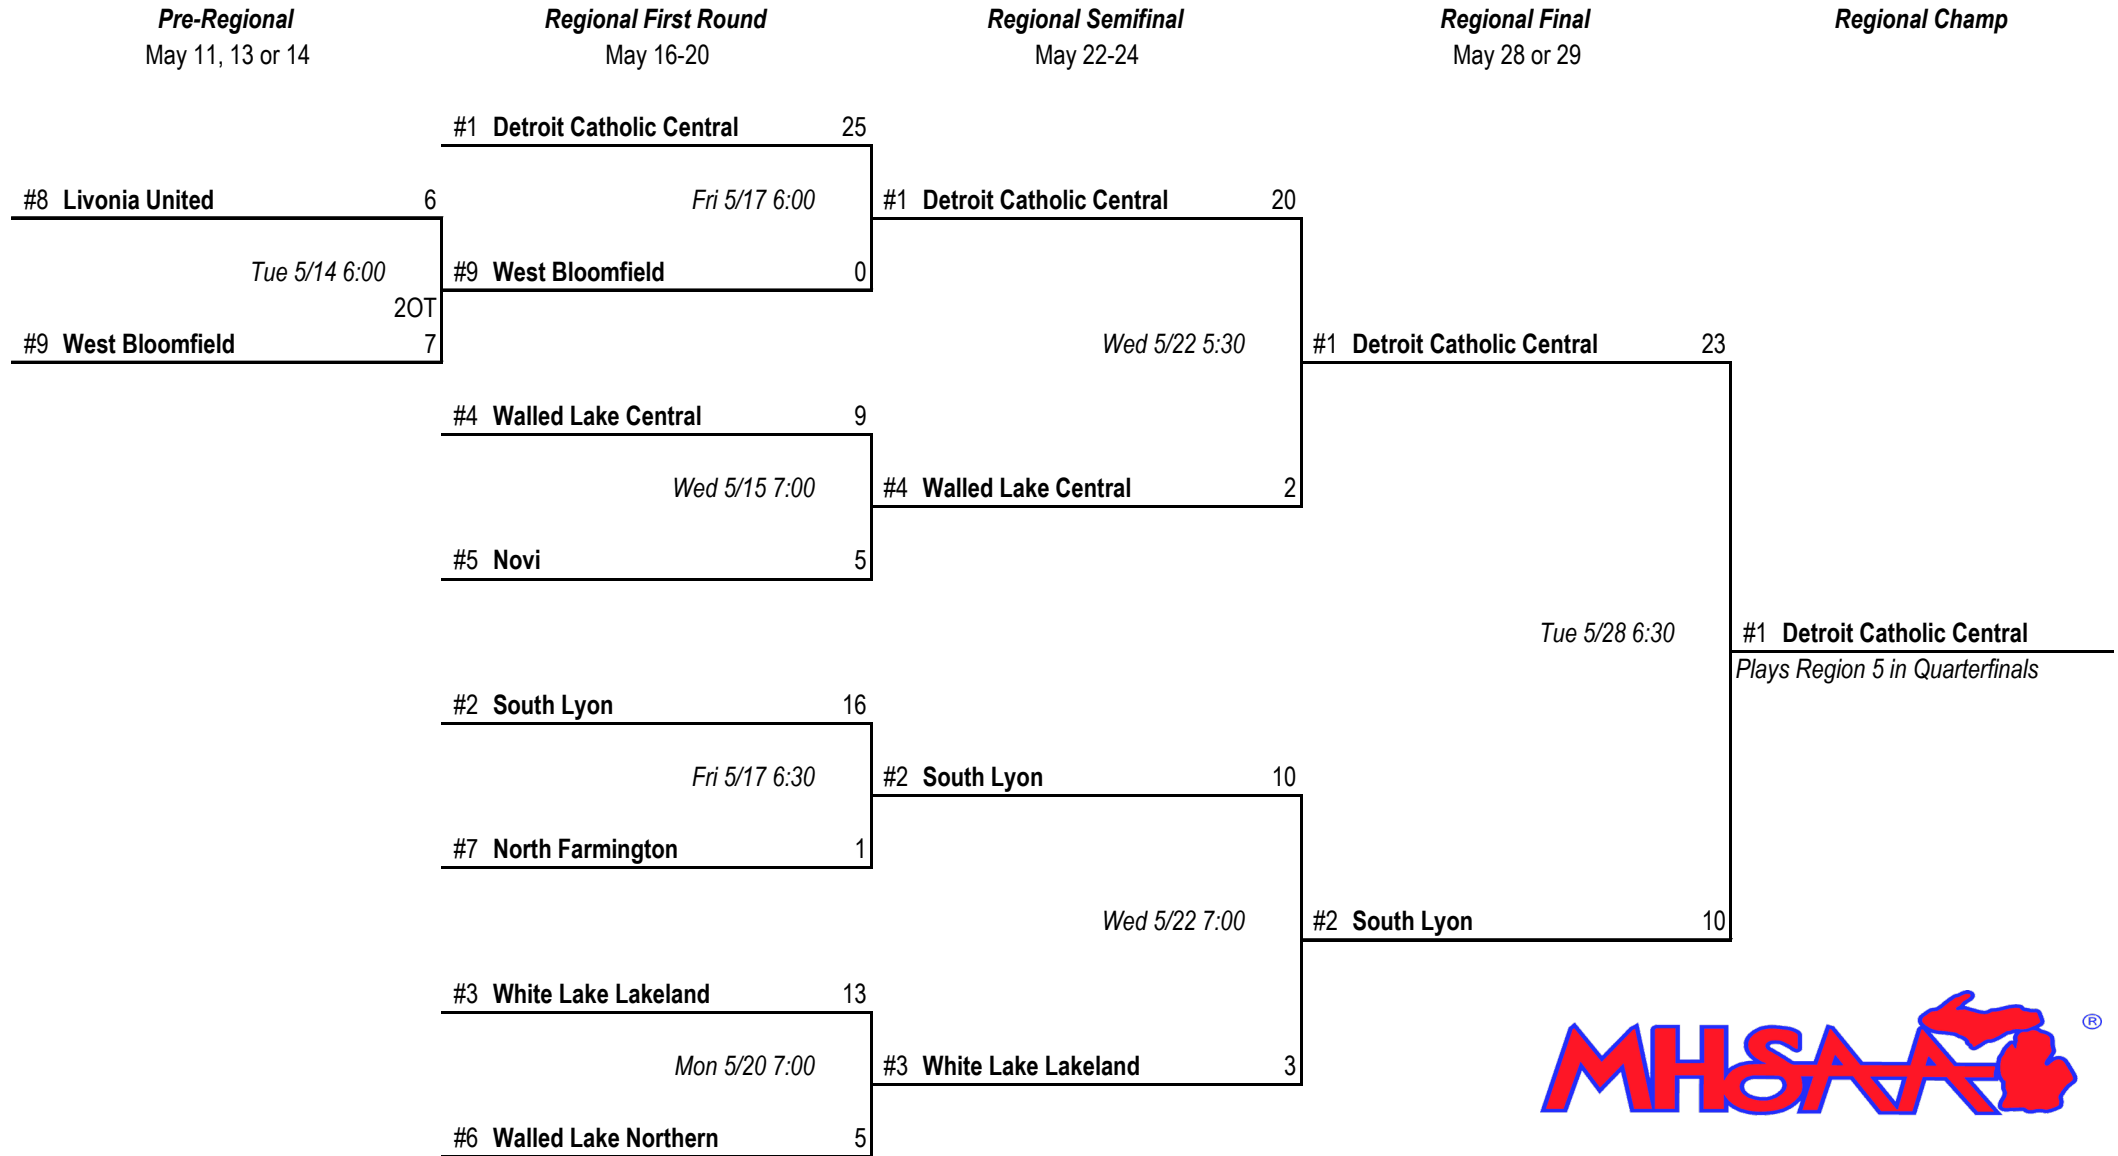 Pre-Regional
Regional First Round
Regional Semifinal
Regional Final
Regional Champ
May 11, 13 or 14
May 16-20
May 22-24
May 28 or 29
#1 Detroit Catholic Central 25
#8 Livonia United 6
Fri 5/17 6:00
#1 Detroit Catholic Central 20
Tue 5/14 6:00
#9 West Bloomfield 0
2OT
#9 West Bloomfield 7
Wed 5/22 5:30
#1 Detroit Catholic Central 23
#4 Walled Lake Central 9
Wed 5/15 7:00
#4 Walled Lake Central 2
#5 Novi 5
Tue 5/28 6:30
#1 Detroit Catholic Central
Plays Region 5 in Quarterfinals
#2 South Lyon 16
Fri 5/17 6:30
#2 South Lyon 10
#7 North Farmington 1
Wed 5/22 7:00
#2 South Lyon 10
#3 White Lake Lakeland 13
Mon 5/20 7:00
#3 White Lake Lakeland 3
#6 Walled Lake Northern 5
MHSAA ®